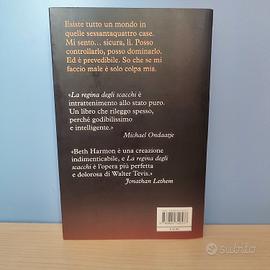 Esiste tutto un mondo in
quelle sessantaquattro case.
Mi sento... sicura, lì. Posso
controllarlo, posso dominarlo.
Ed è prevedibile. So che se mi
faccio male è solo colpa mia.
«La regina degli scacchi è
intrattenimento allo stato puro.
Un libro che rileggo spesso,
perché godibilissimo
e intelligente.»
Michael Ondaatje
«Beth Harmon è una creazione
indimenticabile, e La regina degli
scacchi è l'opera più perfetta
e dolorosa di Walter Tevis.»
Jonathan Lethem
subito